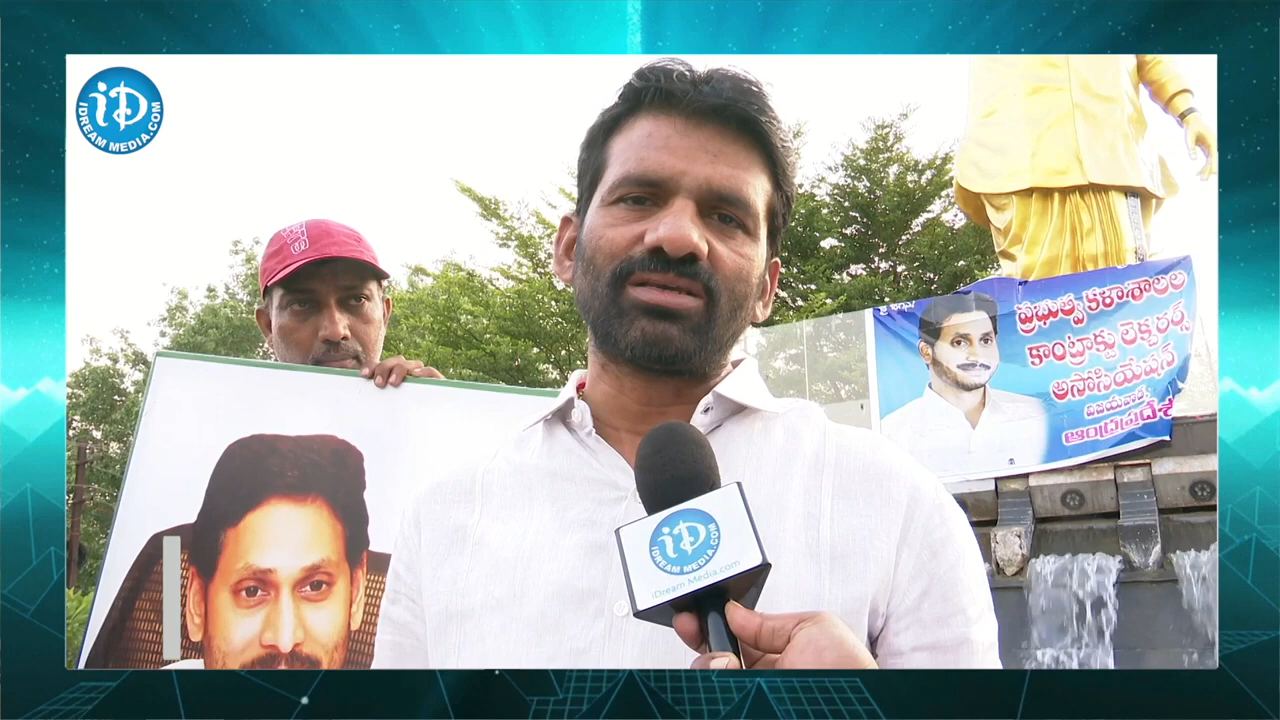 iD
IDREAM MEDIA.COM
ప్రభుత్వ కళాశాలల
కాంట్రాక్టు లెక్చరర్స్
అసోసియేషన్
విజయవాడ,
ఆంధ్రప్రదేశ్
iD
IDREAM MEDIA.COM
iDream Media.com